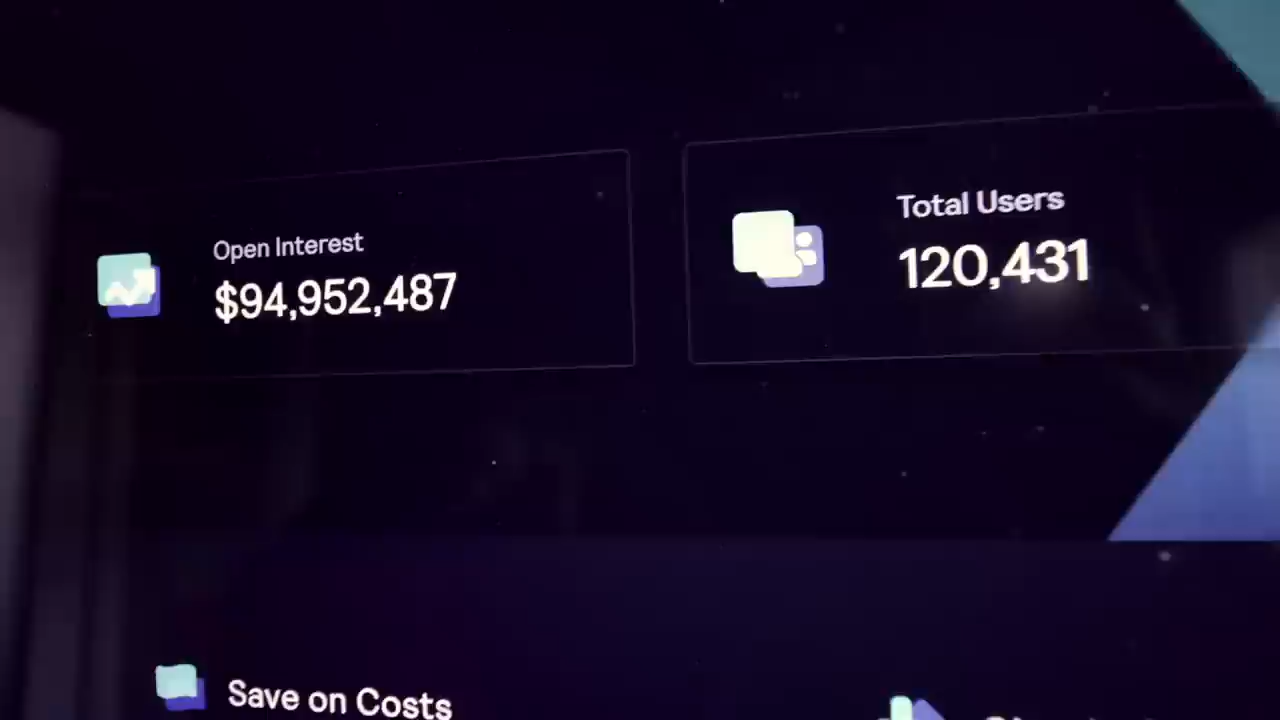 Open Interest
$94,952,487
Total Users
120,431
Save on Costs